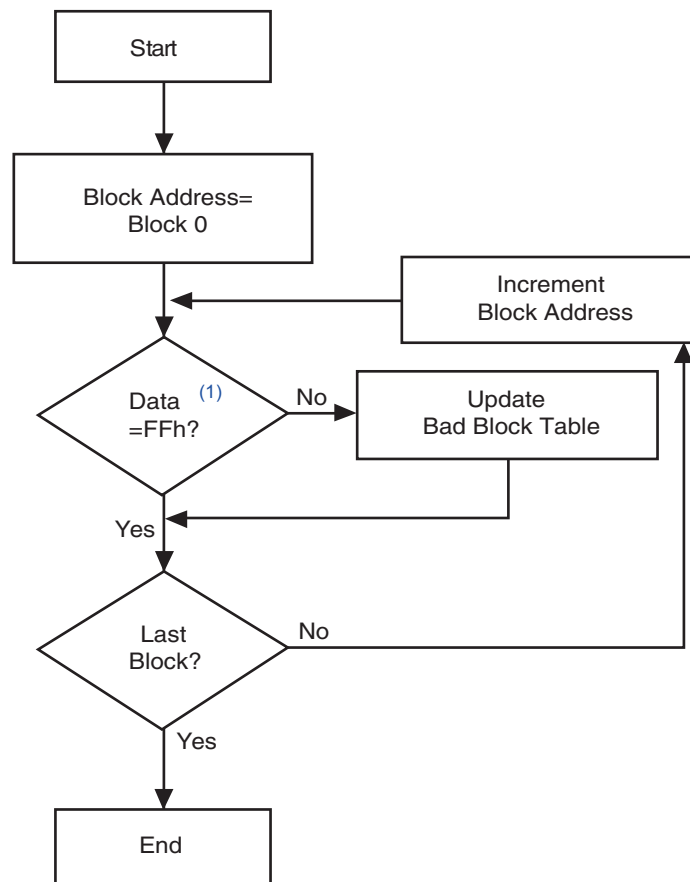 Start
Block Address=
Block 0
Increment
Block Address
Data (1)
=FFh?
No
Update
Bad Block Table
Yes
Last
Block?
No
Yes
End